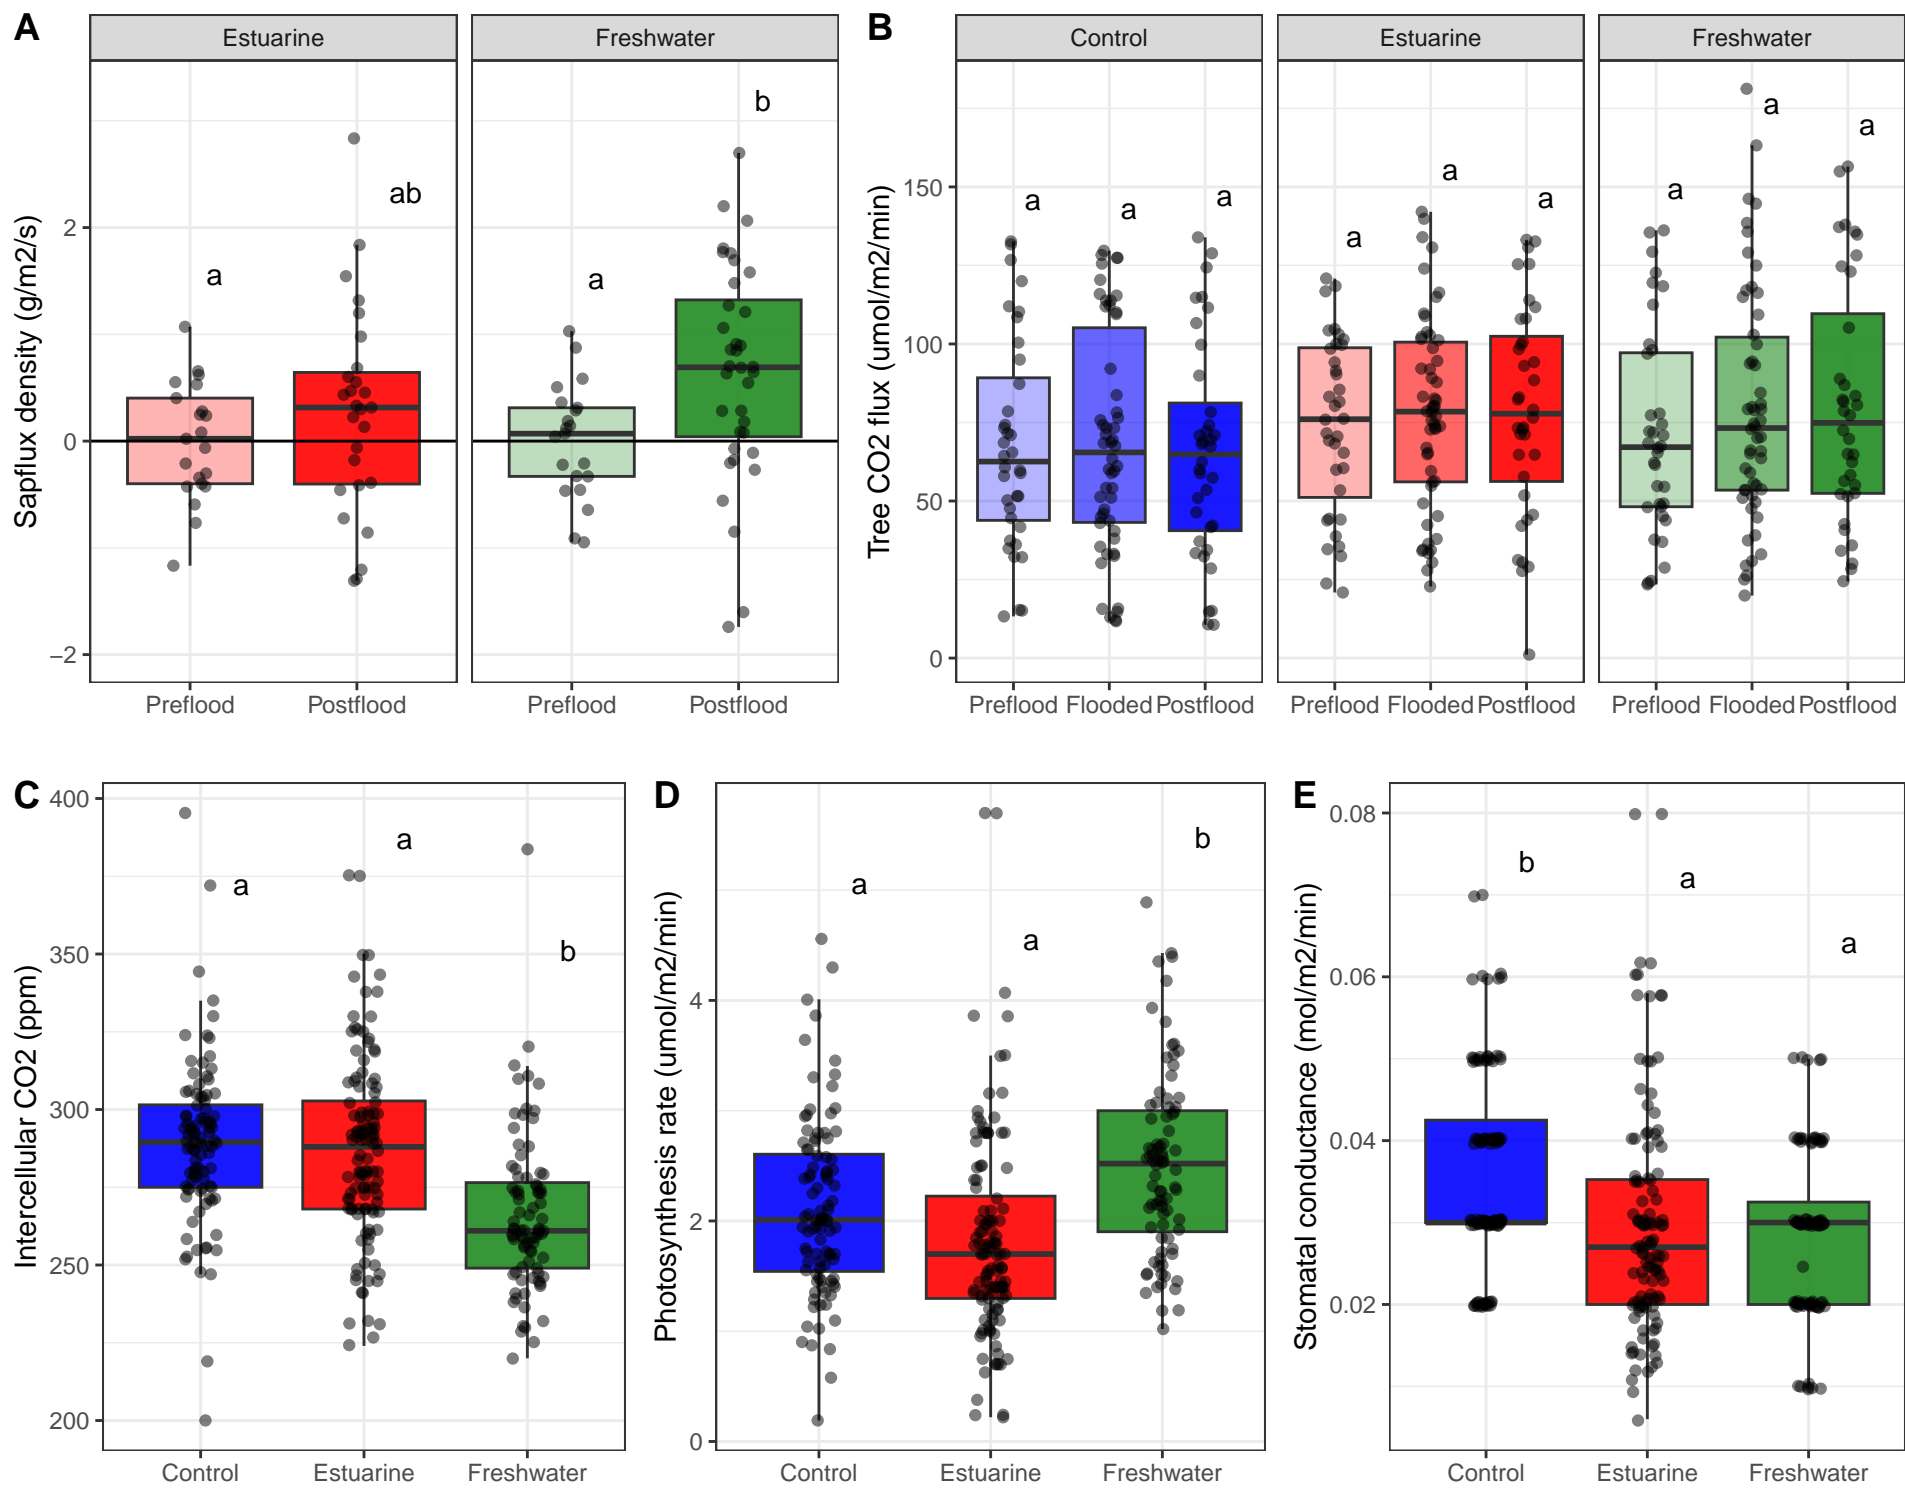 A
Estuarine
Freshwater
Sapflux density (g/m2/s)
2
0
−2
a
ab
a
b
Preflood
Postflood
Preflood
Postflood
B
Control
Estuarine
Freshwater
Tree CO2 flux (umol/m2/min)
150
100
50
0
a
a
a
a
a
a
a
a
a
Preflood
Flooded
Postflood
Preflood
Flooded
Postflood
Preflood
Flooded
Postflood
C
Intercellular CO2 (ppm)
400
350
300
250
200
a
a
b
Control
Estuarine
Freshwater
D
Photosynthesis rate (umol/m2/min)
4
2
0
a
a
b
Control
Estuarine
Freshwater
E
Stomatal conductance (mol/m2/min)
0.08
0.06
0.04
0.02
b
a
a
Control
Estuarine
Freshwater